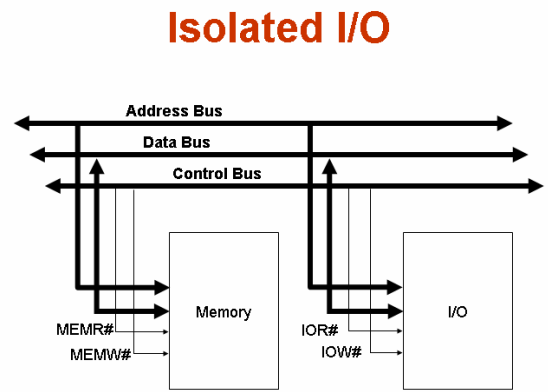 Isolated I/O
Address Bus
Data Bus
Control Bus
Memory
I/O
MEMR#
IOR#
MEMW#
IOW#